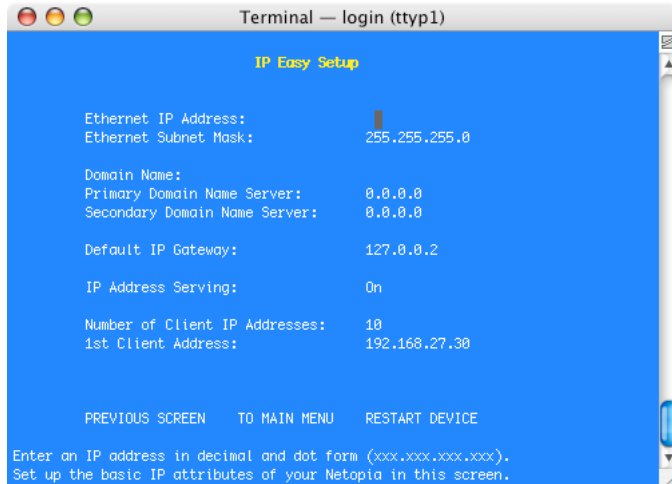 Terminal — login (ttyp1)
IP Easy Setup
Ethernet IP Address:
Ethernet Subnet Mask: 255.255.255.0
Domain Name:
Primary Domain Name Server: 0.0.0.0
Secondary Domain Name Server: 0.0.0.0
Default IP Gateway: 127.0.0.2
IP Address Serving: On
Number of Client IP Addresses: 10
1st Client Address: 192.168.27.30
PREVIOUS SCREEN TO MAIN MENU RESTART DEVICE
Enter an IP address in decimal and dot form (xxx.xxx.xxx.xxx).
Set up the basic IP attributes of your Netopia in this screen.